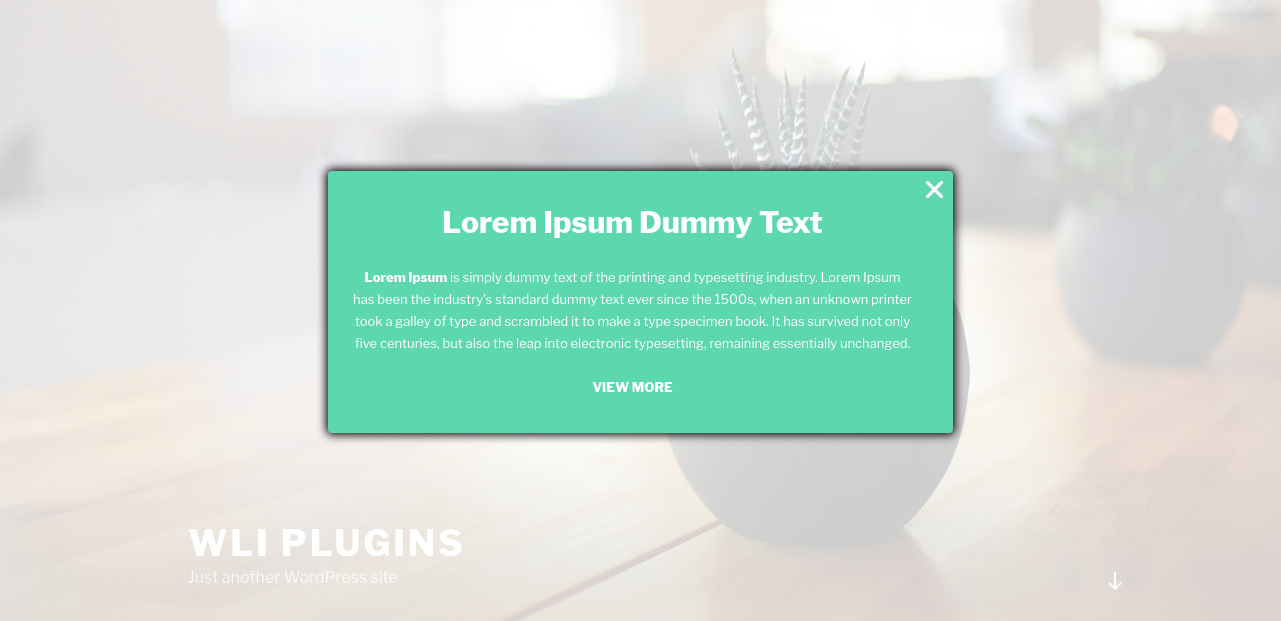 Lorem Ipsum Dummy Text
Lorem Ipsum is simply dummy text of the printing and typesetting industry. Lorem Ipsum
has been the industry's standard dummy text ever since the 1500s, when an unknown printer
took a galley of type and scrambled it to make a type specimen book. It has survived not only
five centuries, but also the leap into electronic typesetting, remaining essentially unchanged.
VIEW MORE
WLI PLUGINS
Just another WordPress site